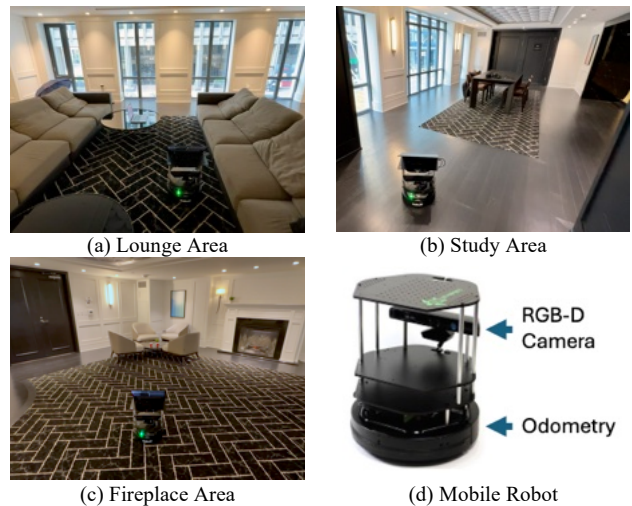 (a) Lounge Area
(b) Study Area
(c) Fireplace Area
RGB-D
Camera
Odometry
(d) Mobile Robot